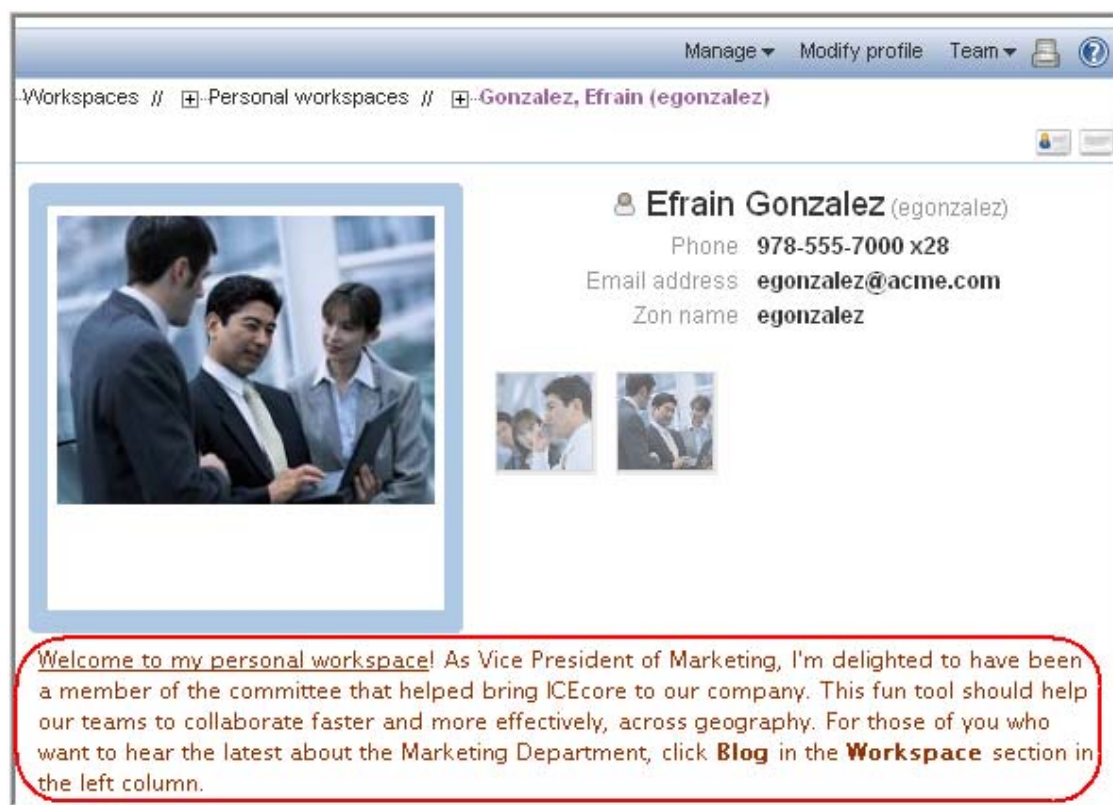 Manage Modify profile Team ?
Workspaces // Personal workspaces // Gonzalez, Efrain (egonzalez)
Efrain Gonzalez (egonzalez)
Phone 978-555-7000 x28
Email address egonzalez@acme.com
Zon name egonzalez
Welcome to my personal workspace! As Vice President of Marketing, I'm delighted to have been
a member of the committee that helped bring ICEcore to our company. This fun tool should help
our teams to collaborate faster and more effectively, across geography. For those of you who
want to hear the latest about the Marketing Department, click Blog in the Workspace section in
the left column.